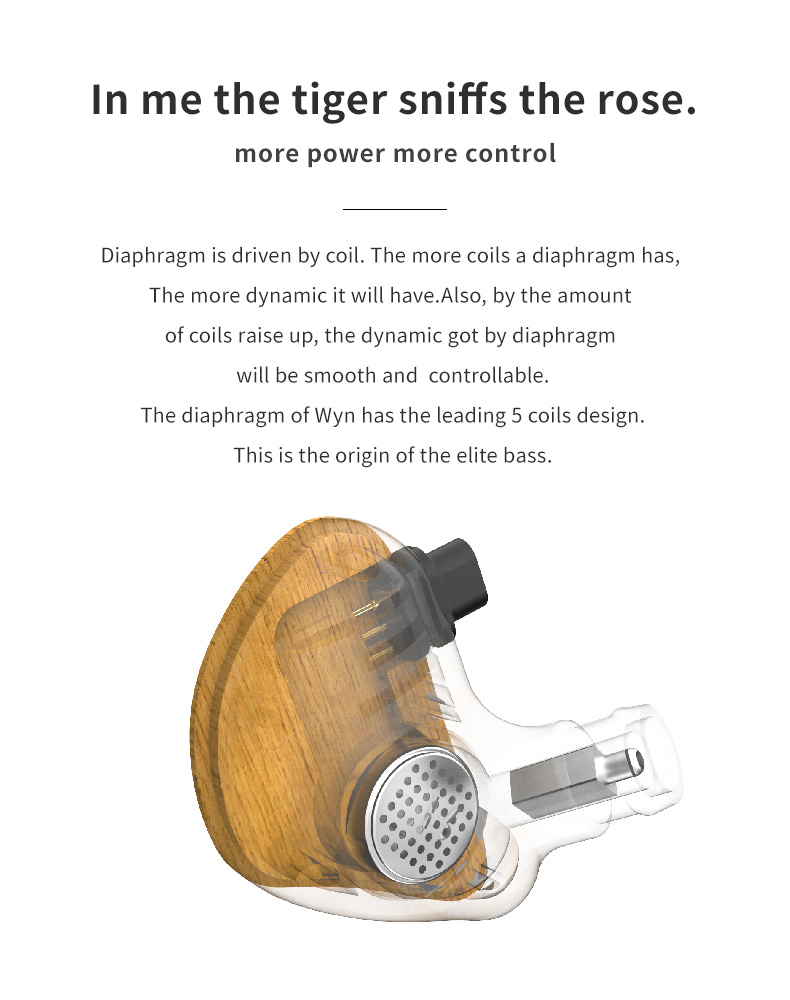 In me the tiger sniffs the rose.
more power more control
Diaphragm is driven by coil. The more coils a diaphragm has,
The more dynamic it will have.Also, by the amount
of coils raise up, the dynamic got by diaphragm
will be smooth and  controllable.
The diaphragm of Wyn has the leading 5 coils design.
This is the origin of the elite bass.